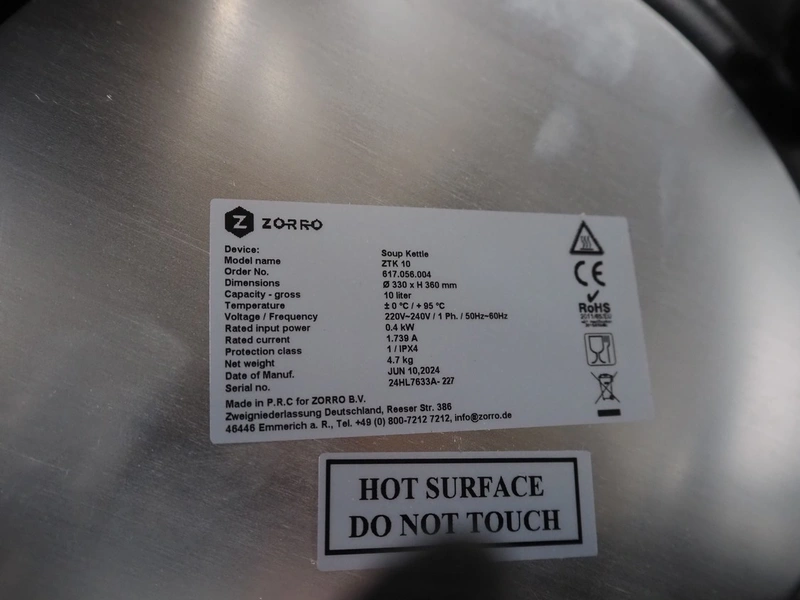 Z ZORRO
Device: Soup Kettle
Model name ZTK 10
Order No. 617.056.004
Dimensions Ø 330 x H 360 mm
Capacity - gross 10 liter
Temperature ± 0 °C / + 95 °C
Voltage / Frequency 220V~240V / 1 Ph. / 50Hz~60Hz
Rated input power 0.4 kW
Rated current 1.739 A
Protection class 1 / IPX4
Net weight 4.7 kg
Date of Manuf. JUN 10,2024
Serial no. 24HL7633A- 227
Made in P.R.C for ZORRO B.V.
Zweigniederlassung Deutschland, Reeser Str. 386
46446 Emmerich a. R., Tel. +49 (0) 800-7212 7212, info@zorro.de
CE
RoHS
2011/65/EU
HOT SURFACE
DO NOT TOUCH